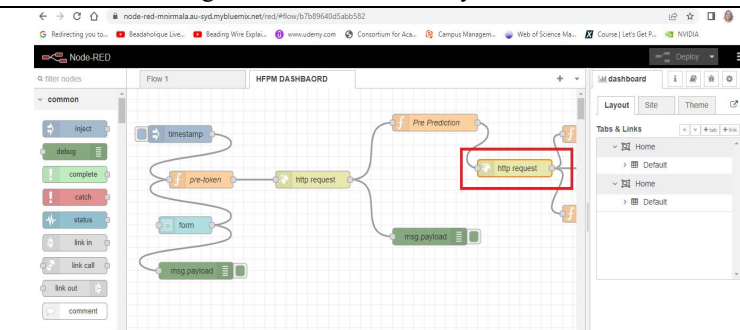 node-red-mnirmala.au-syd.mybluemix.net/red/#flow/b7b89640d5abb582
Redirecting you to... Beadaholique Live... Beading Wire Explai... www.udemy.com Consortium for Aca... Campus Managem... Web of Science Ma... Course | Let's Get P... NVIDIA
Node-RED Deploy
filter nodes Flow 1 HFPM DASHBAORD dashboard
common
Layout Site Theme
inject timestamp Pre Prediction Tabs & Links + tab + link
debug Home
complete Default
catch pre-token http request http request Home
status form Default
link in msg.payload
link call msg.payload
link out
comment